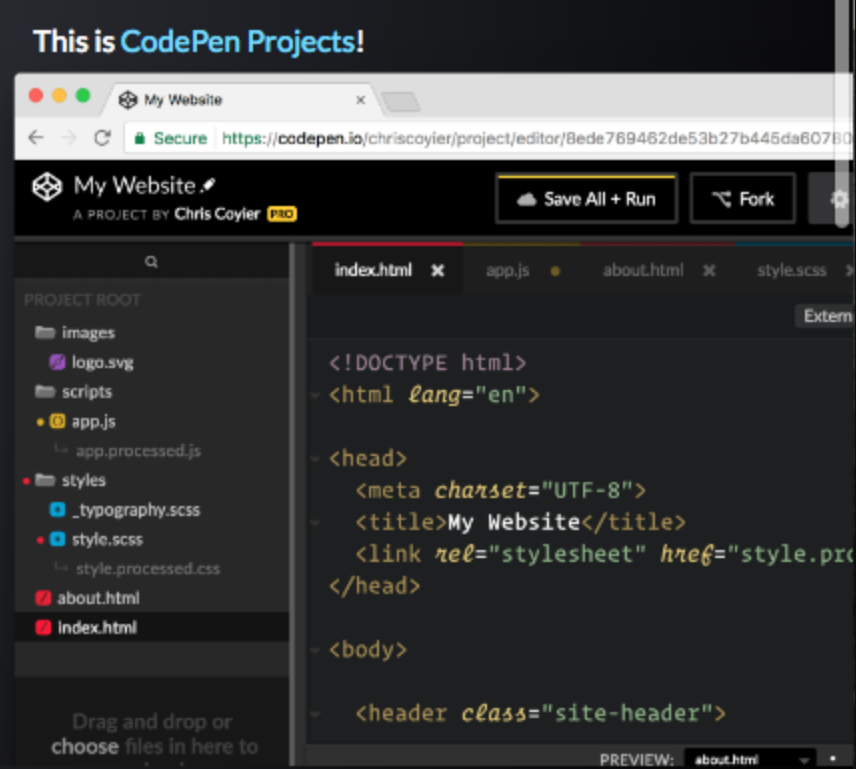 This is CodePen Projects!
My Website
Secure https://codepen.io/chriscoyier/project/editor/8ede769462de53b27b445da60780
My Website
A PROJECT BY Chris Coyier PRO
Save All + Run
Fork
index.html
app.js
about.html
style.scss
PROJECT ROOT
images
logo.svg
scripts
app.js
app.processed.js
styles
_typography.scss
style.scss
style.processed.css
about.html
index.html
Drag and drop or
choose files in here to
Extern
<!DOCTYPE html>
<html lang="en">
<head>
<meta charset="UTF-8">
<title>My Website</title>
<link rel="stylesheet" href="style.pro
</head>
<body>
<header class="site-header">
PREVIEW: about.html